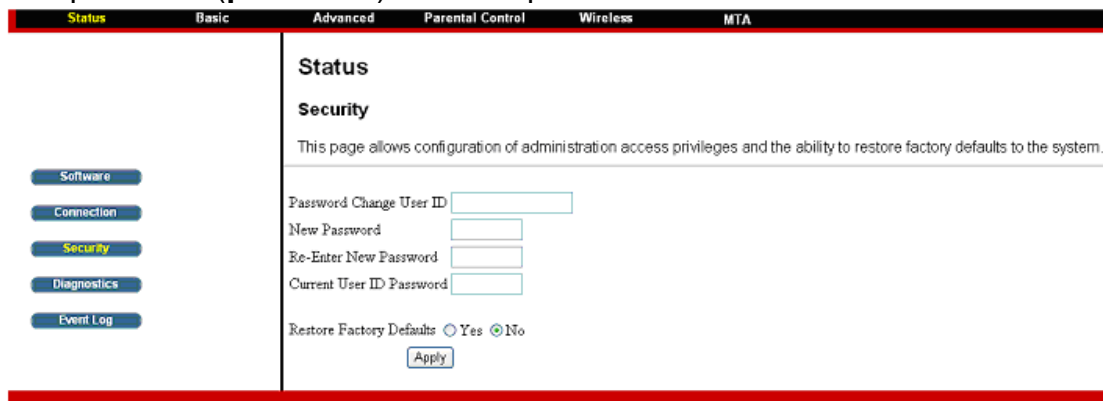 Status Basic Advanced Parental Control Wireless MTA
Status
Security
This page allows configuration of administration access privileges and the ability to restore factory defaults to the system.
Software
Connection
Security
Diagnostics
Event Log
Password Change User ID
New Password
Re-Enter New Password
Current User ID Password
Restore Factory Defaults Yes No
Apply